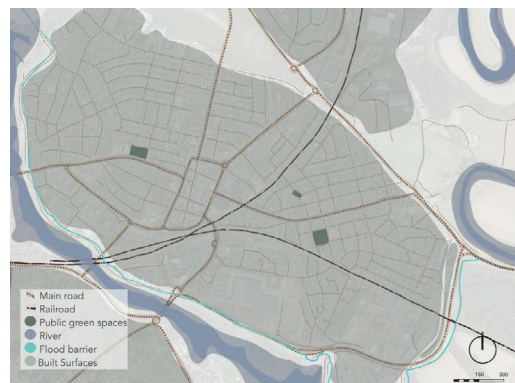 Main road
Railroad
Public green spaces
River
Flood barrier
Built Surfaces
150 300